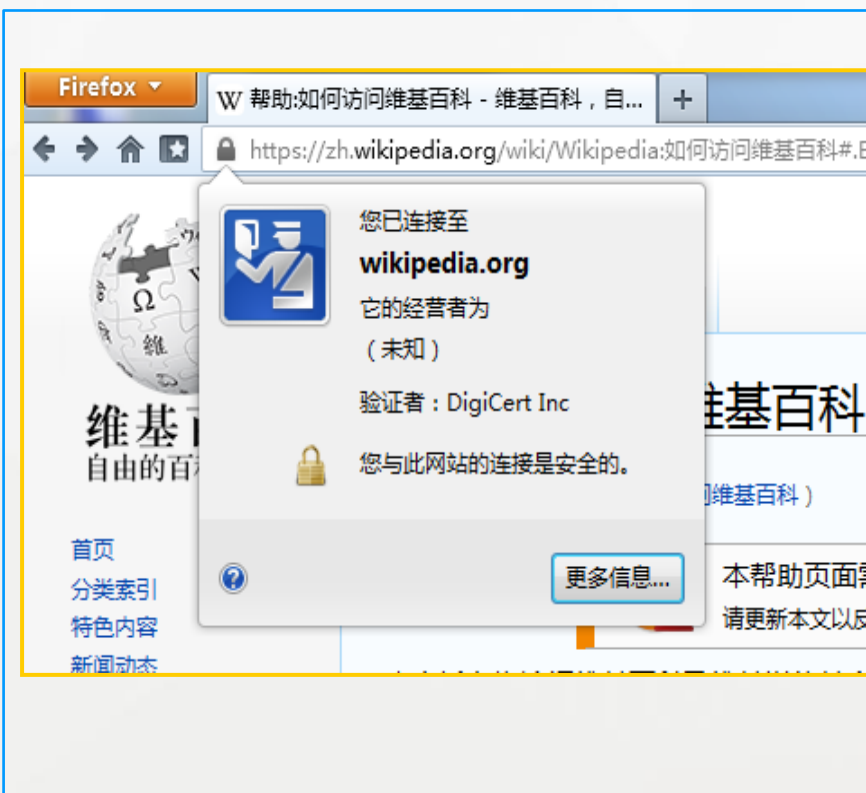 Firefox
W 帮助:如何访问维基百科 - 维基百科，自... +
https://zh.wikipedia.org/wiki/Wikipedia:如何访问维基百科#.E
您已连接至
wikipedia.org
它的经营者为
（未知）
验证者：DigiCert Inc
您与此网站的连接是安全的。
更多信息...
Ω
維
维基
自由的百
首页
分类索引
特色内容
新闻动态
基百科
维基百科）
本帮助页面
请更新本文以